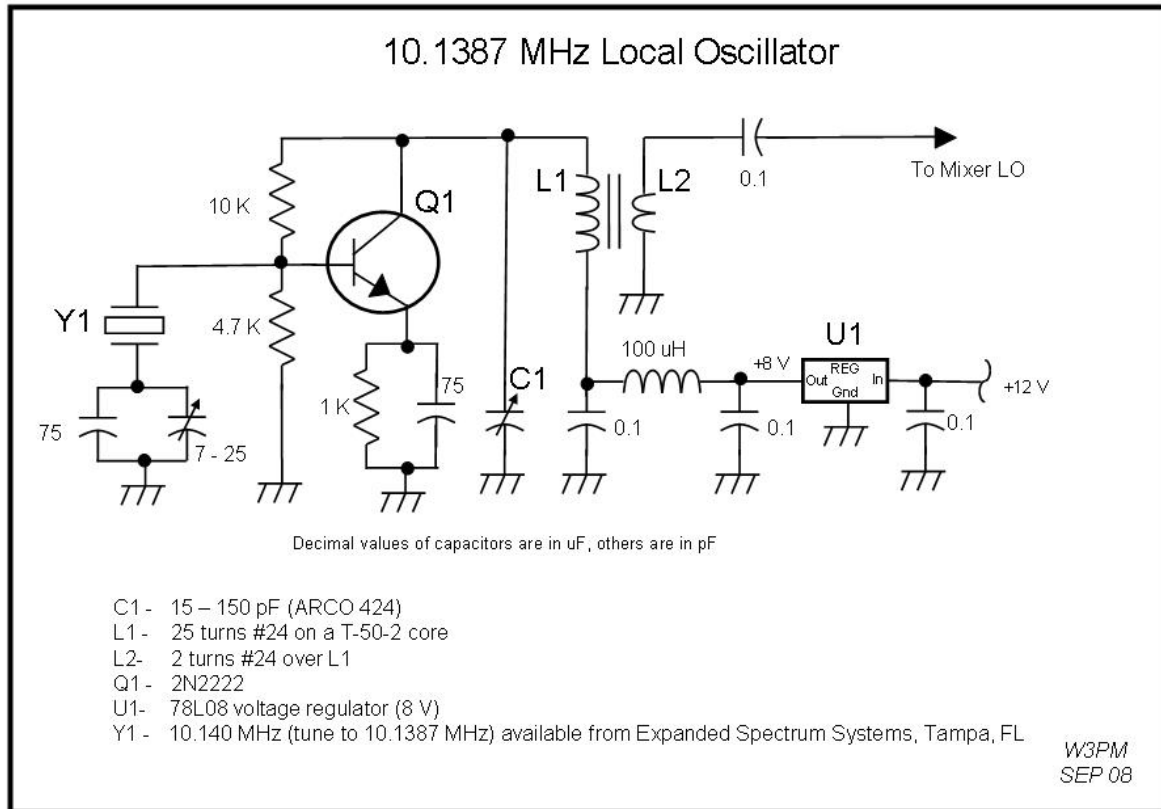 10.1387 MHz Local Oscillator
L1
L2
0.1
To Mixer LO
10 K
Q1
Y1
4.7 K
100 uH
+8 V
U1
REG
Out
In
Gnd
+12 V
75
7 - 25
1 K
75
C1
0.1
0.1
0.1
Decimal values of capacitors are in uF, others are in pF
C1 - 15 – 150 pF (ARCO 424)
L1 - 25 turns #24 on a T-50-2 core
L2- 2 turns #24 over L1
Q1 - 2N2222
U1- 78L08 voltage regulator (8 V)
Y1 - 10.140 MHz (tune to 10.1387 MHz) available from Expanded Spectrum Systems, Tampa, FL
W3PM
SEP 08